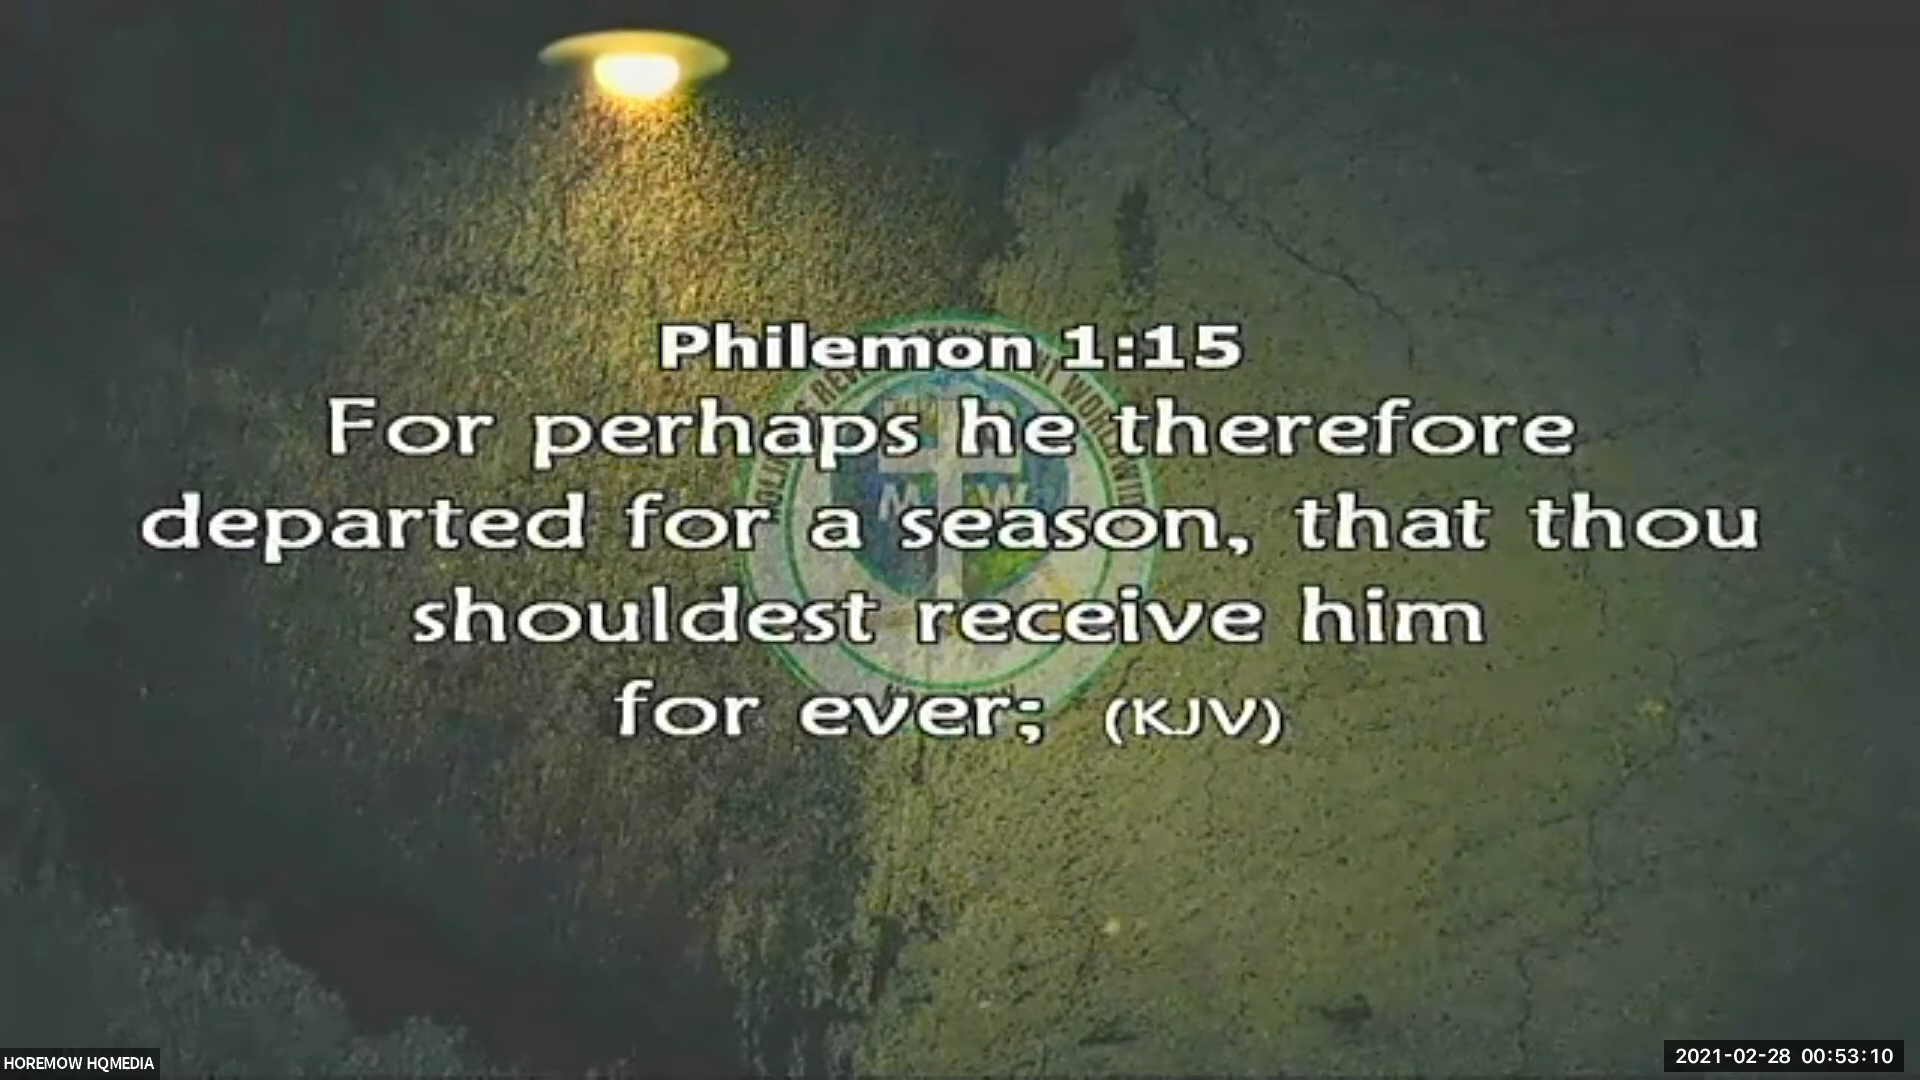 Philemon 1:15
For perhaps he therefore
departed for a season, that thou
shouldest receive him
for ever; (KJV)
M W
HOREMOW HQMEDIA
2021-02-28 00:53:10